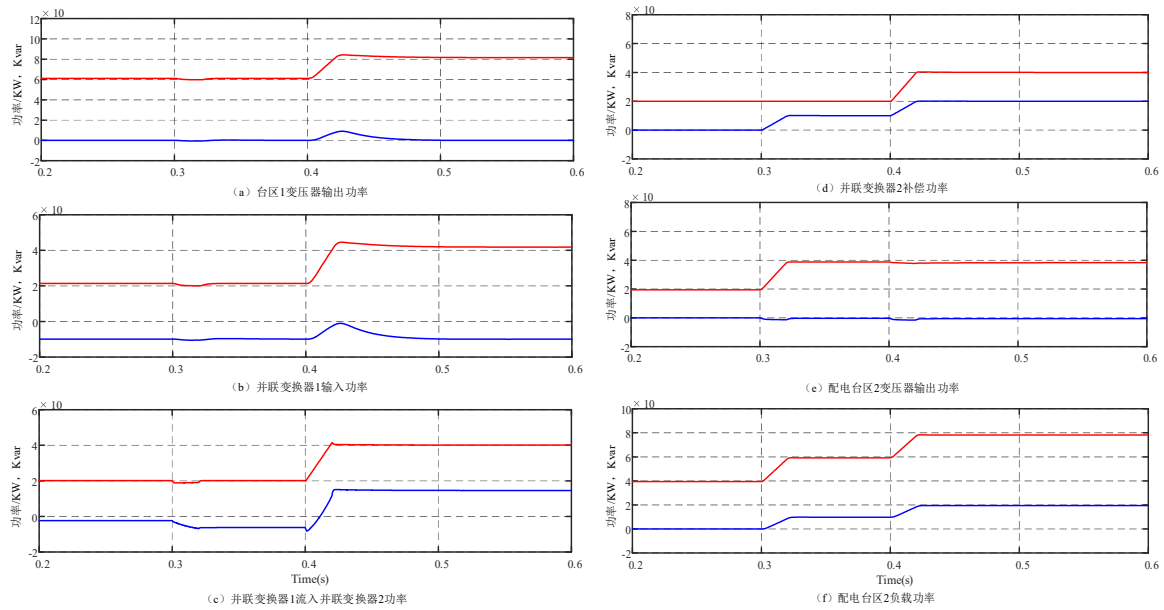 × 10
12
10
8
6
4
2
0
-2
功率/KW, Kvar
0.2 0.3 0.4 0.5 0.6
（a）台区1变压器输出功率
× 10
6
4
2
0
-2
功率/KW, Kvar
0.2 0.3 0.4 0.5 0.6
（b）并联变换器1输入功率
× 10
6
4
2
0
-2
功率/KW, Kvar
0.2 0.3 0.4 0.5 0.6
Time(s)
（c）并联变换器1流入并联变换器2功率
× 10
8
6
4
2
0
-2
功率/KW, Kvar
0.2 0.3 0.4 0.5 0.6
（d）并联变换器2补偿功率
× 10
8
6
4
2
0
-2
功率/KW, Kvar
0.2 0.3 0.4 0.5 0.6
（e）配电台区2变压器输出功率
× 10
10
8
6
4
2
0
-2
功率/KW, Kvar
0.2 0.3 0.4 0.5 0.6
Time(s)
（f）配电台区2负载功率